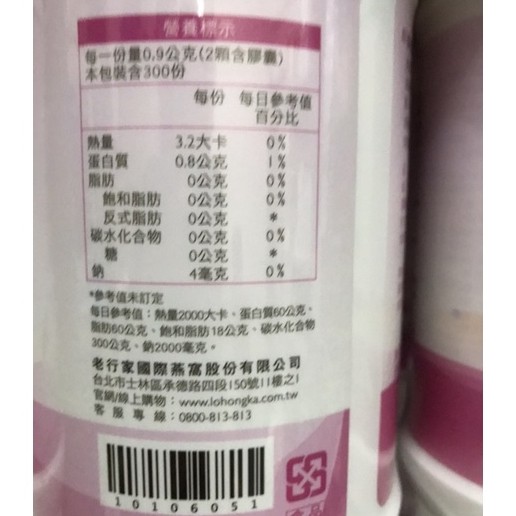 營養標示
每一份量0.9公克(2顆含膠囊)
本包裝含300份
每份 每日參考值百分比
熱量 3.2大卡 0%
蛋白質 0.8公克 1%
脂肪 0公克 0%
飽和脂肪 0公克 0%
反式脂肪 0公克 *
碳水化合物 0公克 0%
糖 0公克 *
鈉 4毫克 0%
*參考值未訂定
每日參考值：熱量2000大卡、蛋白質60公克、
脂肪60公克、飽和脂肪18公克、碳水化合物
300公克、鈉2000毫克。
老行家國際燕窩股份有限公司
台北市士林區承德路四段150號11樓之1
官網/線上購物：www.lohongka.com.tw
客服專線：0800-813-813
10106051